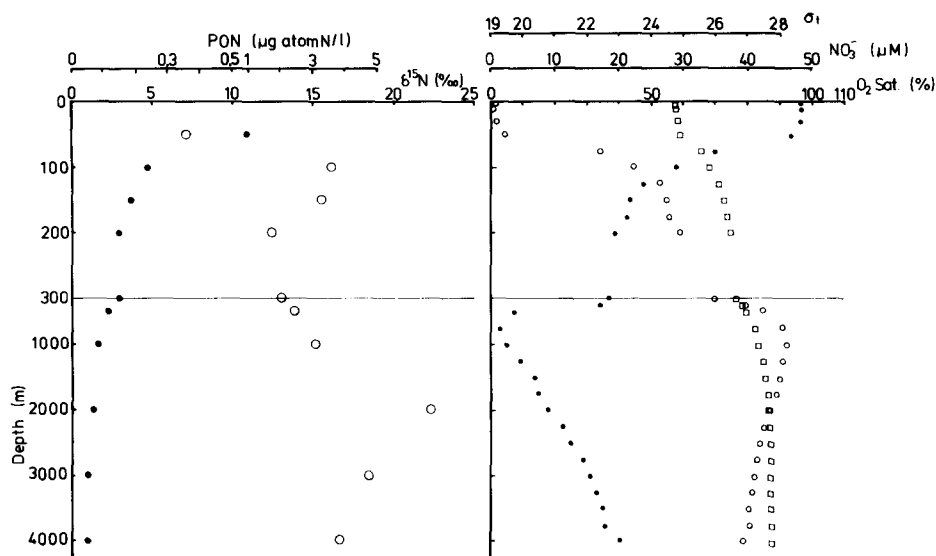 19 20 22 24 26 28 σt
PON (µg atomN/l) NO3⁻ (µM)
0 0,3 0,5 1 3 5 0 10 20 30 40 50
δ15N (‰) O2 Sat. (%)
0 5 10 15 20 25 50 100 110
0
100
200
300
1000
2000
3000
4000
Depth (m)